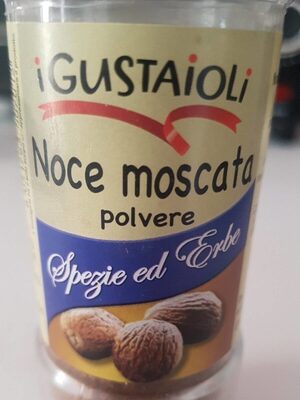 iGUSTAiOLi
Noce moscata
polvere
Spezie ed Erbe